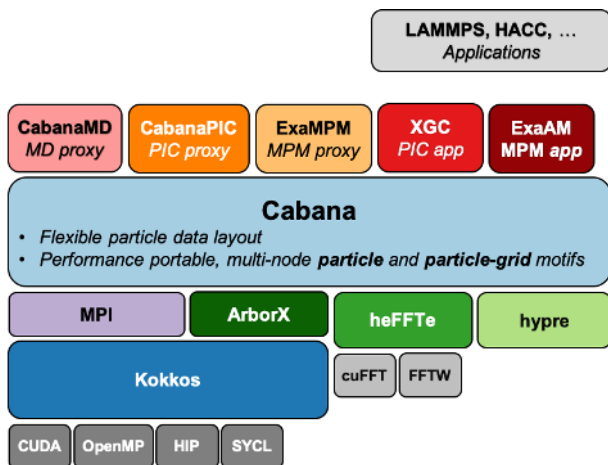 LAMMPS, HACC, ...
Applications
CabanaMD
MD proxy
CabanaPIC
PIC proxy
ExaMPM
MPM proxy
XGC
PIC app
ExaAM
MPM app
Cabana
• Flexible particle data layout
• Performance portable, multi-node particle and particle-grid motifs
MPI
ArborX
heFFTe
hypre
Kokkos
cuFFT
FFTW
CUDA
OpenMP
HIP
SYCL